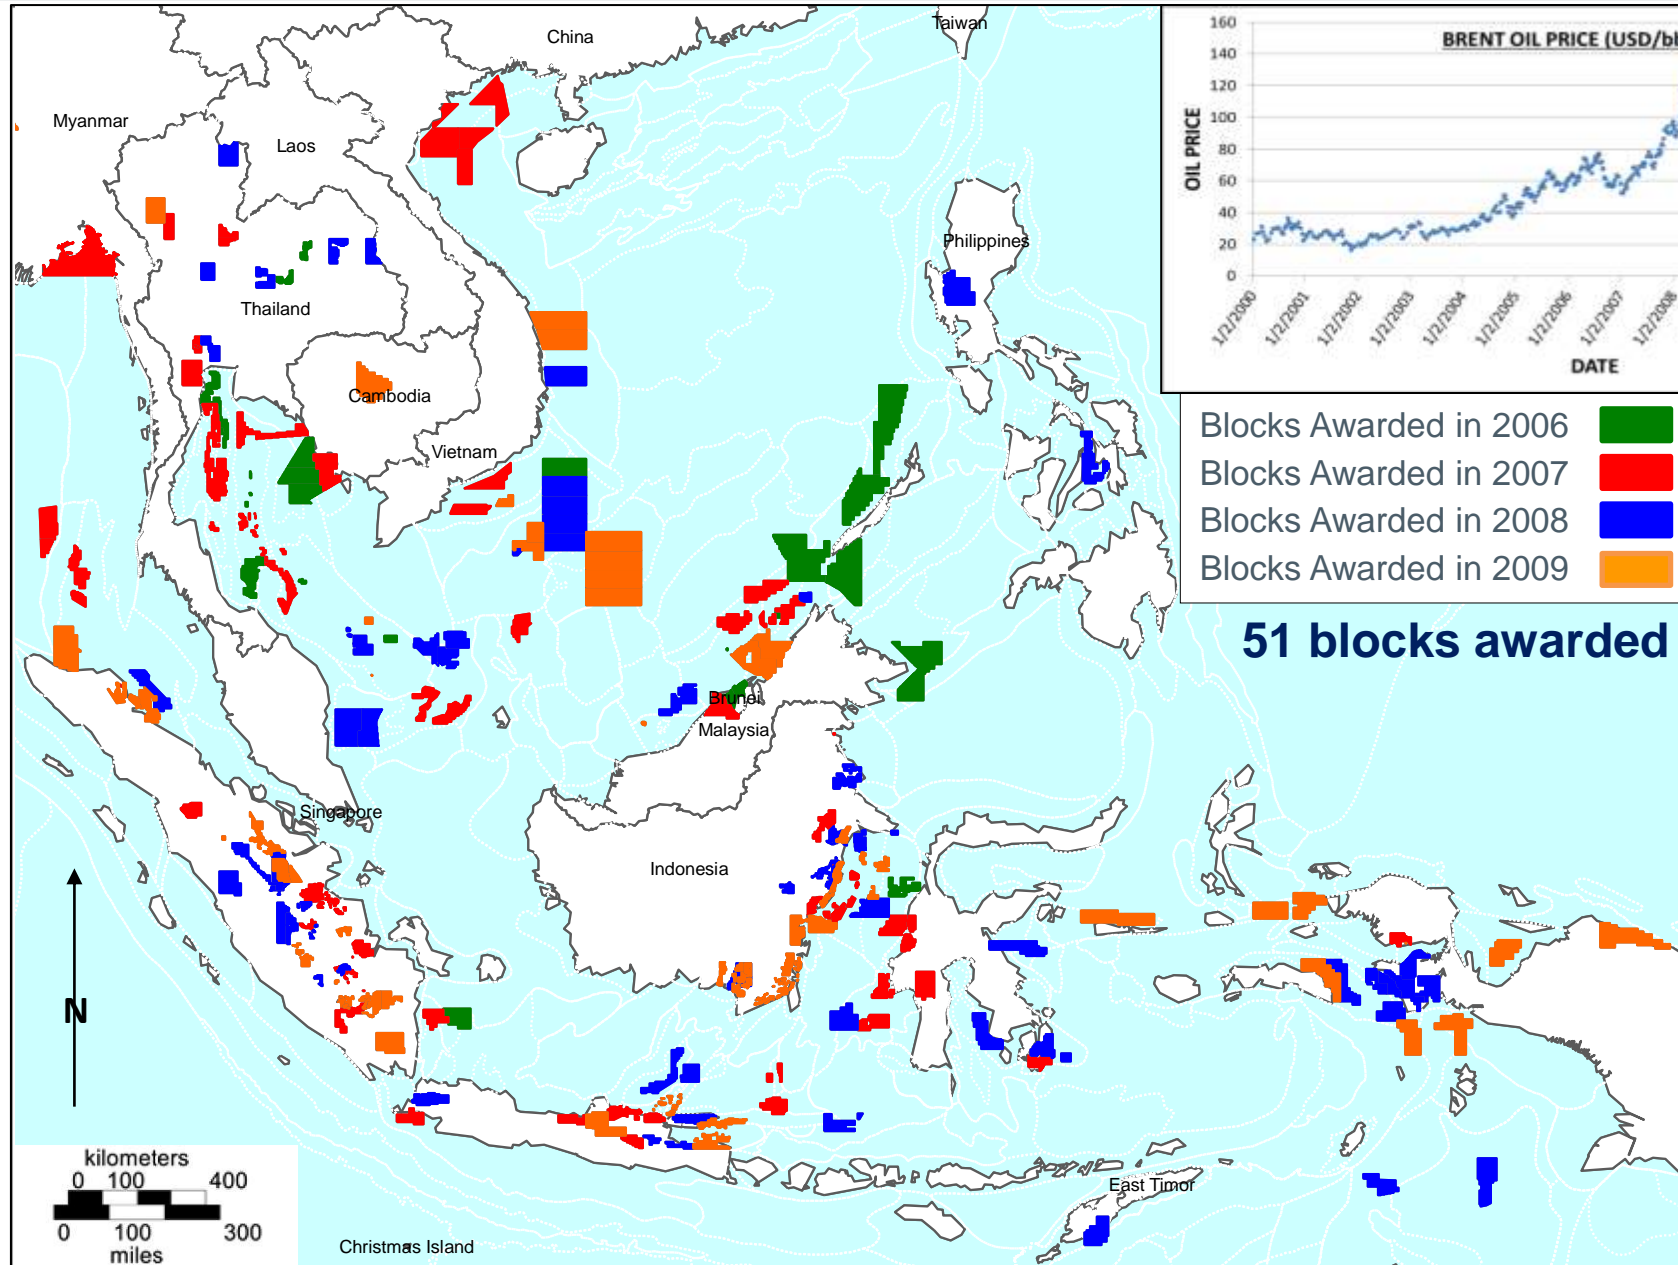 China
Taiwan
Myanmar
Laos
Philippines
Thailand
Cambodia
Vietnam
Brunei
Malaysia
Singapore
Indonesia
East Timor
Christmas Island
N
kilometers
0 100 400
0 100 300
miles
BRENT OIL PRICE (USD/b
OIL PRICE
160
140
120
100
80
60
40
20
0
1/2/2000
1/2/2001
1/2/2002
1/2/2003
1/2/2004
1/2/2005
1/2/2006
1/2/2007
1/2/2008
DATE
Blocks Awarded in 2006
Blocks Awarded in 2007
Blocks Awarded in 2008
Blocks Awarded in 2009
51 blocks awarded